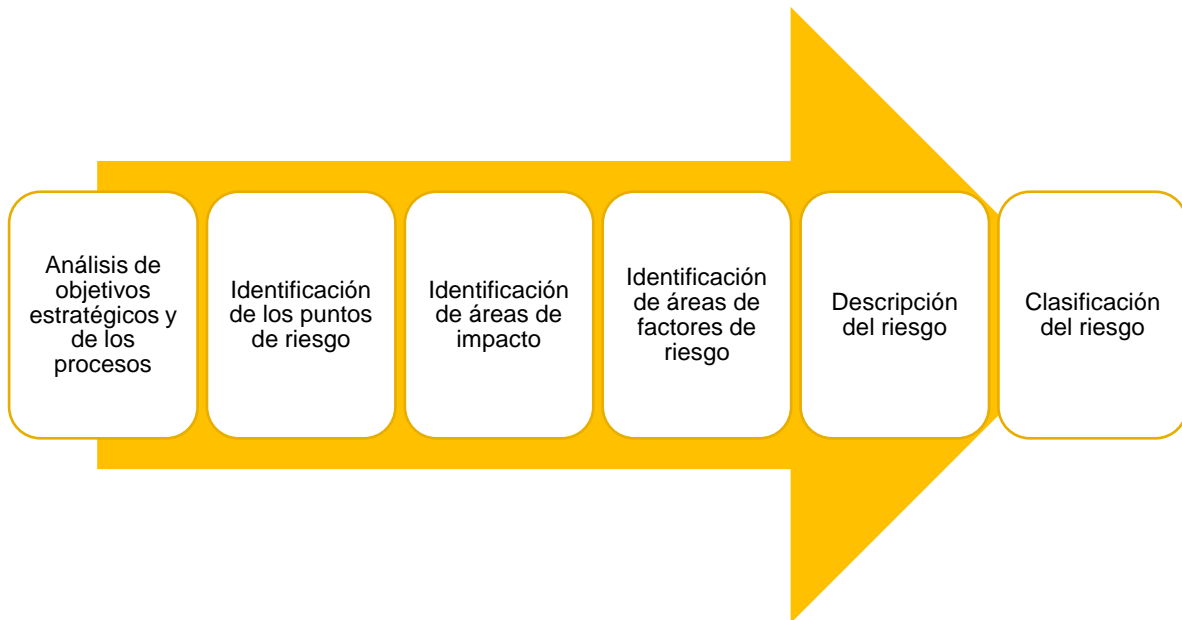 Análisis de
objetivos
estratégicos y
de los
procesos
Identificación
de los puntos
de riesgo
Identificación
de áreas de
impacto
Identificación
de áreas de
factores de
riesgo
Descripción
del riesgo
Clasificación
del riesgo